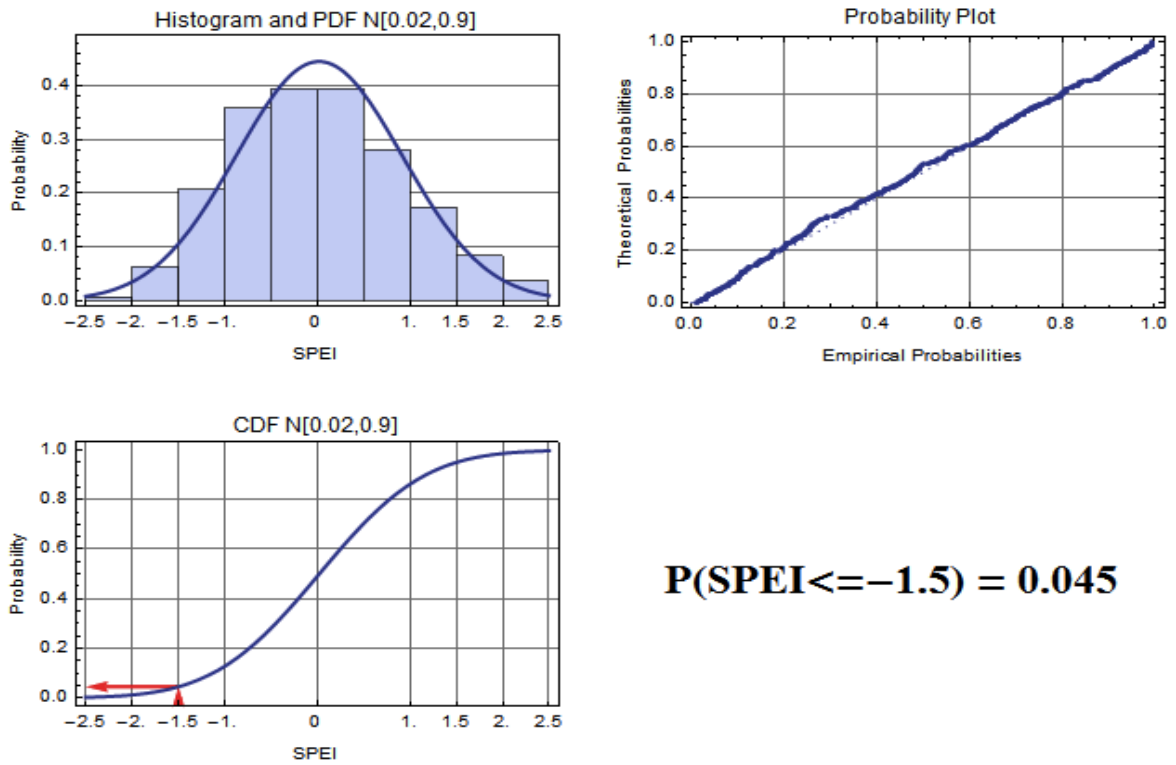 Histogram and PDF N[0.02,0.9]
Probability
0.4
0.3
0.2
0.1
0.0
−2.5 −2. −1.5 −1. 0 1. 1.5 2. 2.5
SPEI
Probability Plot
Theoretical Probabilities
1.0
0.8
0.6
0.4
0.2
0.0
0.0 0.2 0.4 0.6 0.8 1.0
Empirical Probabilities
CDF N[0.02,0.9]
Probability
1.0
0.8
0.6
0.4
0.2
0.0
−2.5 −2. −1.5 −1. 0 1. 1.5 2. 2.5
SPEI
P(SPEI<=−1.5) = 0.045